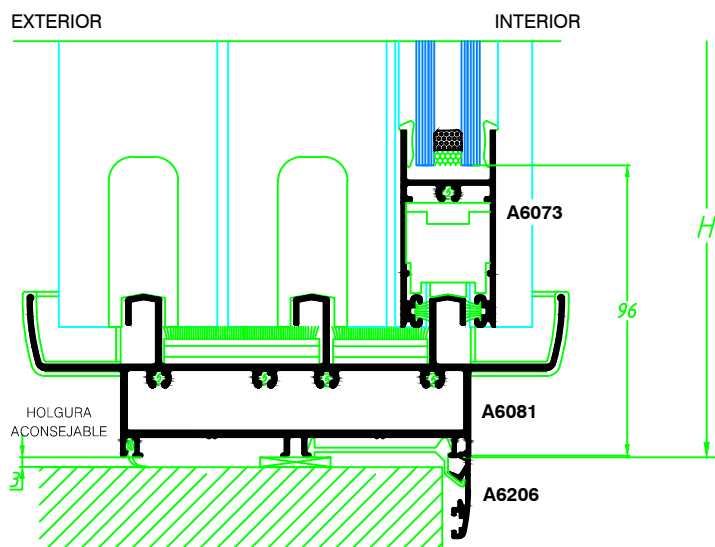 EXTERIOR
INTERIOR
A6073
H
96
A6081
HOLGURA
ACONSEJABLE
3
A6206